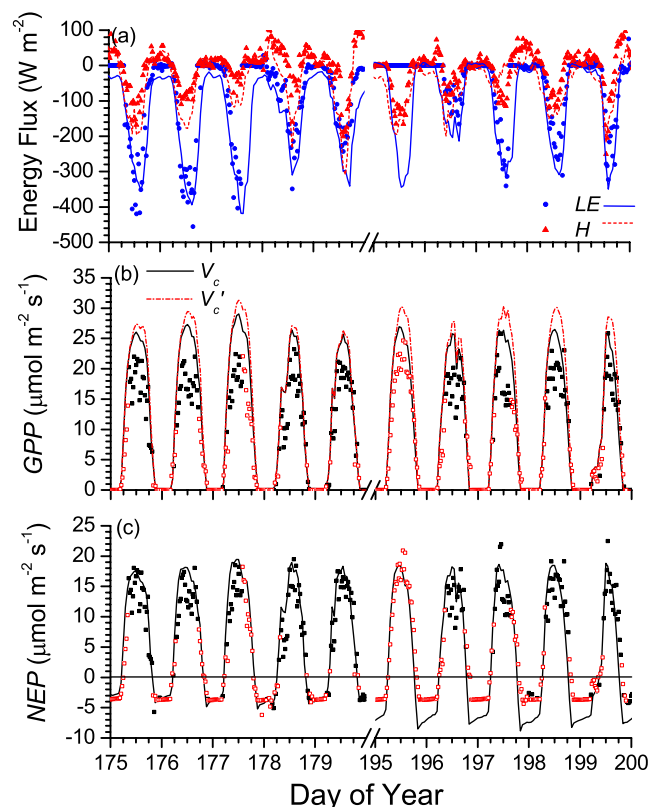 (a)
100
0
-100
-200
-300
-400
-500
Energy Flux (W m⁻²)
LE
H
(b)
V_c
V_c'
35
30
25
20
15
10
5
0
GPP (μmol m⁻² s⁻¹)
(c)
25
20
15
10
5
0
-5
-10
NEP (μmol m⁻² s⁻¹)
175 176 177 178 179 195 196 197 198 199 200
Day of Year